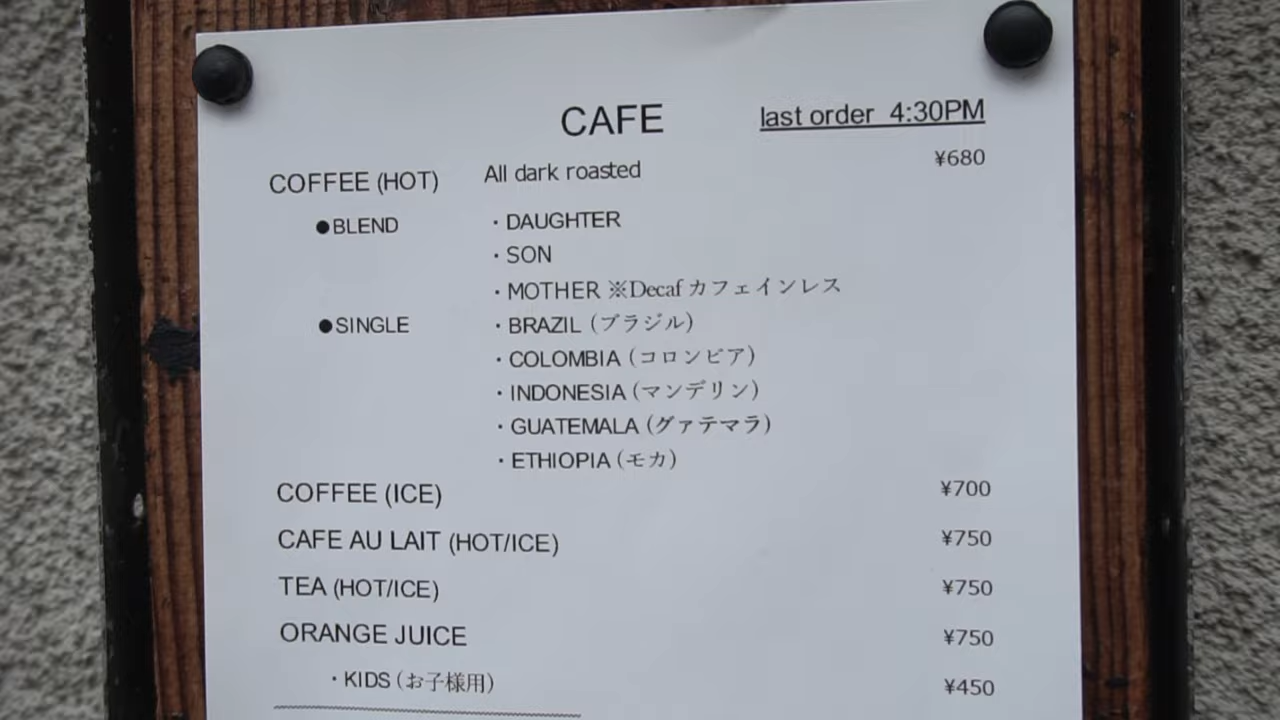 CAFE last order 4:30PM
COFFEE (HOT) All dark roasted ¥680
●BLEND ・DAUGHTER
・SON
・MOTHER ※Decaf カフェインレス
●SINGLE ・BRAZIL (ブラジル)
・COLOMBIA (コロンビア)
・INDONESIA (マンデリン)
・GUATEMALA (グァテマラ)
・ETHIOPIA (モカ)
COFFEE (ICE) ¥700
CAFE AU LAIT (HOT/ICE) ¥750
TEA (HOT/ICE) ¥750
ORANGE JUICE ¥750
・KIDS (お子様用) ¥450